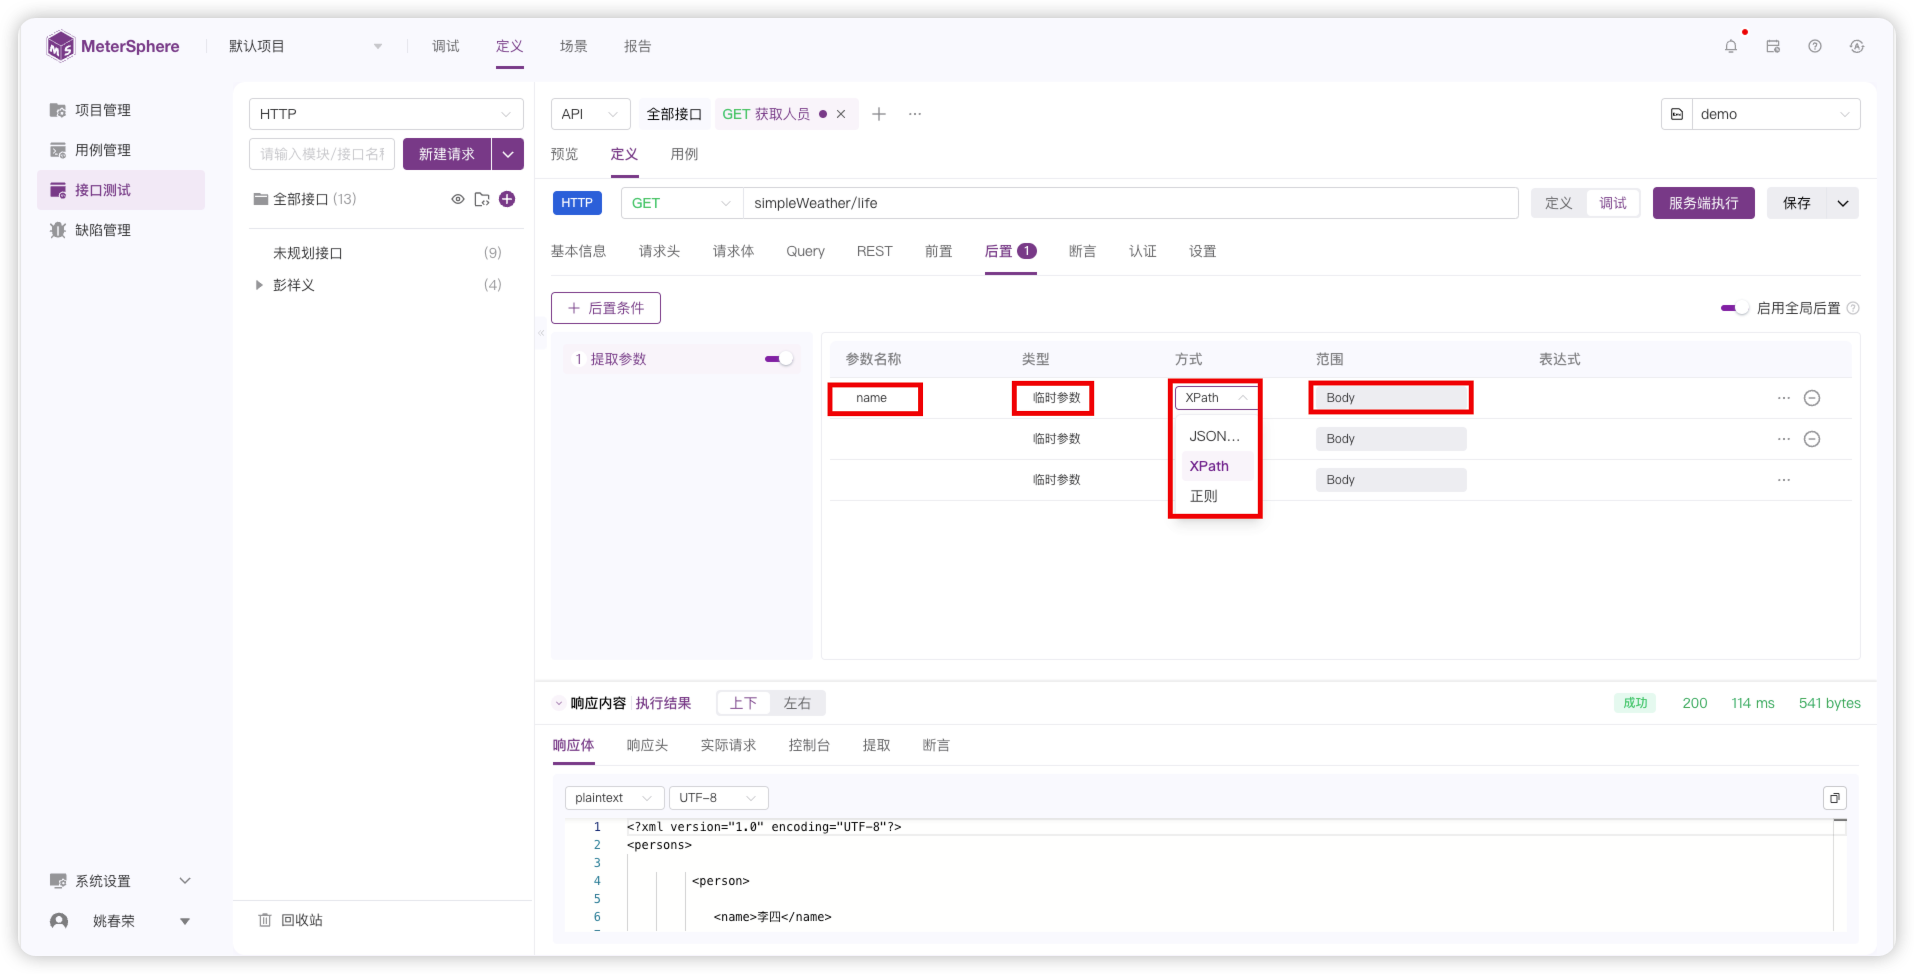 MeterSphere
默认项目
调试
定义
场景
报告
项目管理
用例管理
接口测试
缺陷管理
系统设置
姚春荣
HTTP
请输入模块/接口名称
新建请求
全部接口 (13)
未规划接口 (9)
彭祥义 (4)
回收站
API
全部接口
GET 获取人员
demo
预览
定义
用例
HTTP
GET
simpleWeather/life
定义
调试
服务端执行
保存
基本信息
请求头
请求体
Query
REST
前置
后置 1
断言
认证
设置
后置条件
启用全局后置
1 提取参数
参数名称 类型 方式 范围 表达式
name 临时参数 XPath Body
临时参数 JSON... Body
XPath
临时参数 Body
正则
响应内容 执行结果
上下
左右
成功 200 114 ms 541 bytes
响应体
响应头
实际请求
控制台
提取
断言
plaintext
UTF-8
1 <?xml version="1.0" encoding="UTF-8"?>
2 <persons>
3
4 <person>
5
6 <name>李四</name>